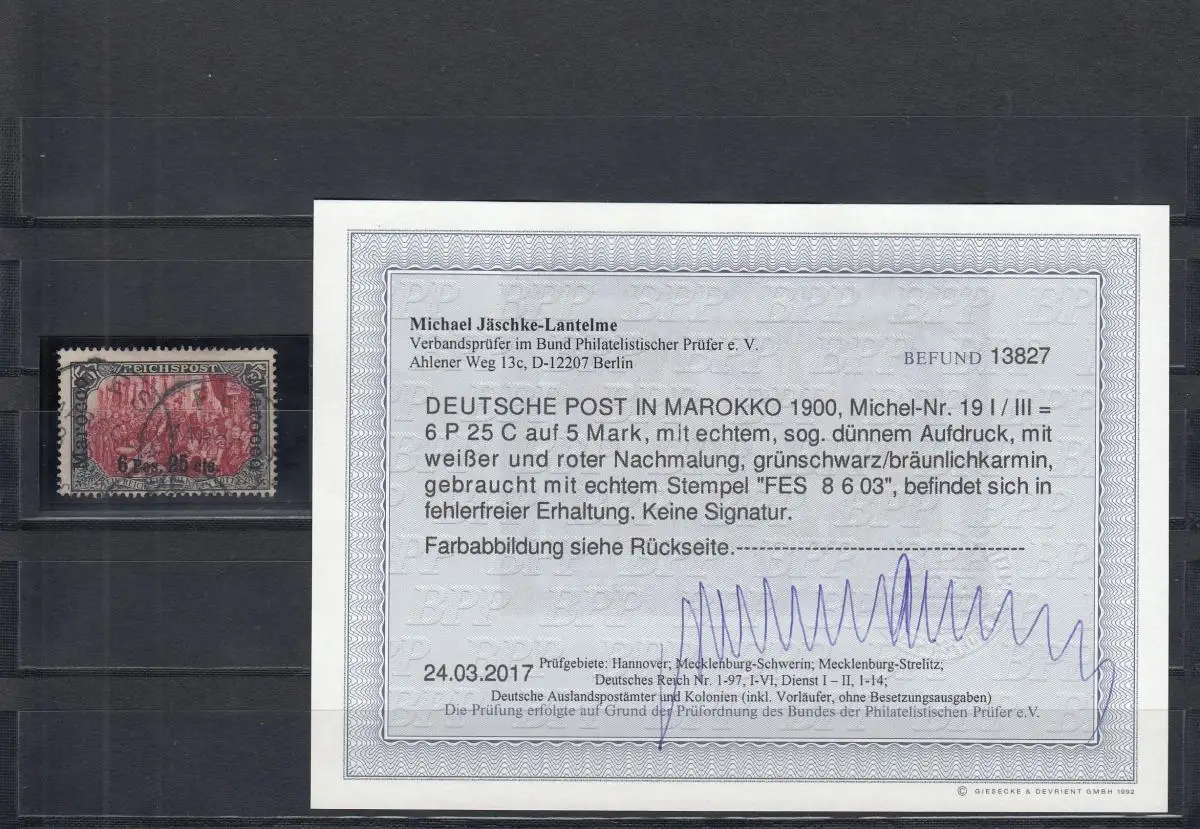 REICHSPOST
Marocco
Marocco
6 Pes. 25 Cts.
Michael Jäschke-Lantelme
Verbandsprüfer im Bund Philatelistischer Prüfer e. V.
Ahlener Weg 13c, D-12207 Berlin
BEFUND 13827
DEUTSCHE POST IN MAROKKO 1900, Michel-Nr. 19 I / III =
6 P 25 C auf 5 Mark, mit echtem, sog. dünnem Aufdruck, mit
weißer und roter Nachmalung, grünschwarz/bräunlichkarmin,
gebraucht mit echtem Stempel "FES 8 6 03", befindet sich in
fehlerfreier Erhaltung. Keine Signatur.
Farbabbildung siehe Rückseite.------------------------------------
24.03.2017
Prüfgebiete: Hannover; Mecklenburg-Schwerin; Mecklenburg-Strelitz;
Deutsches Reich Nr. 1-97, I-VI, Dienst I – II, 1-14;
Deutsche Auslandspostämter und Kolonien (inkl. Vorläufer, ohne Besetzungsausgaben)
Die Prüfung erfolgte auf Grund der Prüfordnung des Bundes der Philatelistischen Prüfer e.V.
© GIESECKE & DEVRIENT GMBH 1992